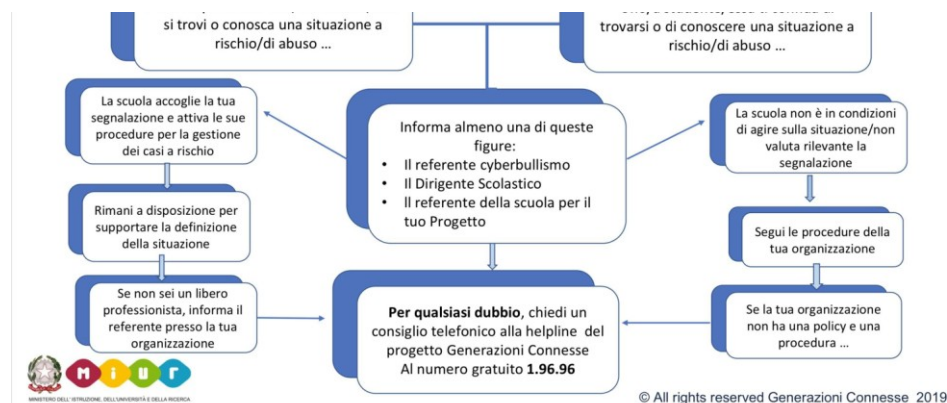 si trovi o conosca una situazione a
rischio/di abuso ...
trovarsi o di conoscere una situazione a
rischio/di abuso ...
La scuola accoglie la tua
segnalazione e attiva le sue
procedure per la gestione
dei casi a rischio
Informa almeno una di queste
figure:
• Il referente cyberbullismo
• Il Dirigente Scolastico
• Il referente della scuola per il
tuo Progetto
La scuola non è in condizioni
di agire sulla situazione/non
valuta rilevante la
segnalazione
Rimani a disposizione per
supportare la definizione
della situazione
Segui le procedure della
tua organizzazione
Se non sei un libero
professionista, informa il
referente presso la tua
organizzazione
Per qualsiasi dubbio, chiedi un
consiglio telefonico alla helpline del
progetto Generazioni Connesse
Al numero gratuito 1.96.96
Se la tua organizzazione
non ha una policy e una
procedura ...
miur
MINISTERO DELL'ISTRUZIONE, DELL'UNIVERSITÀ E DELLA RICERCA
© All rights reserved Generazioni Connesse 2019